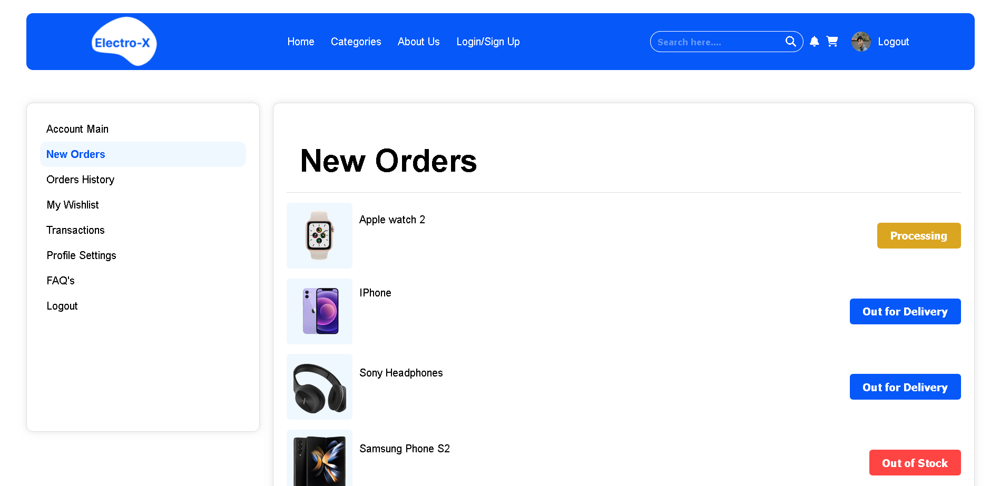 Electro-X
Home Categories About Us Login/Sign Up
Search here....
Logout
Account Main
New Orders
Orders History
My Wishlist
Transactions
Profile Settings
FAQ's
Logout
New Orders
Apple watch 2
Processing
IPhone
Out for Delivery
Sony Headphones
Out for Delivery
Samsung Phone S2
Out of Stock